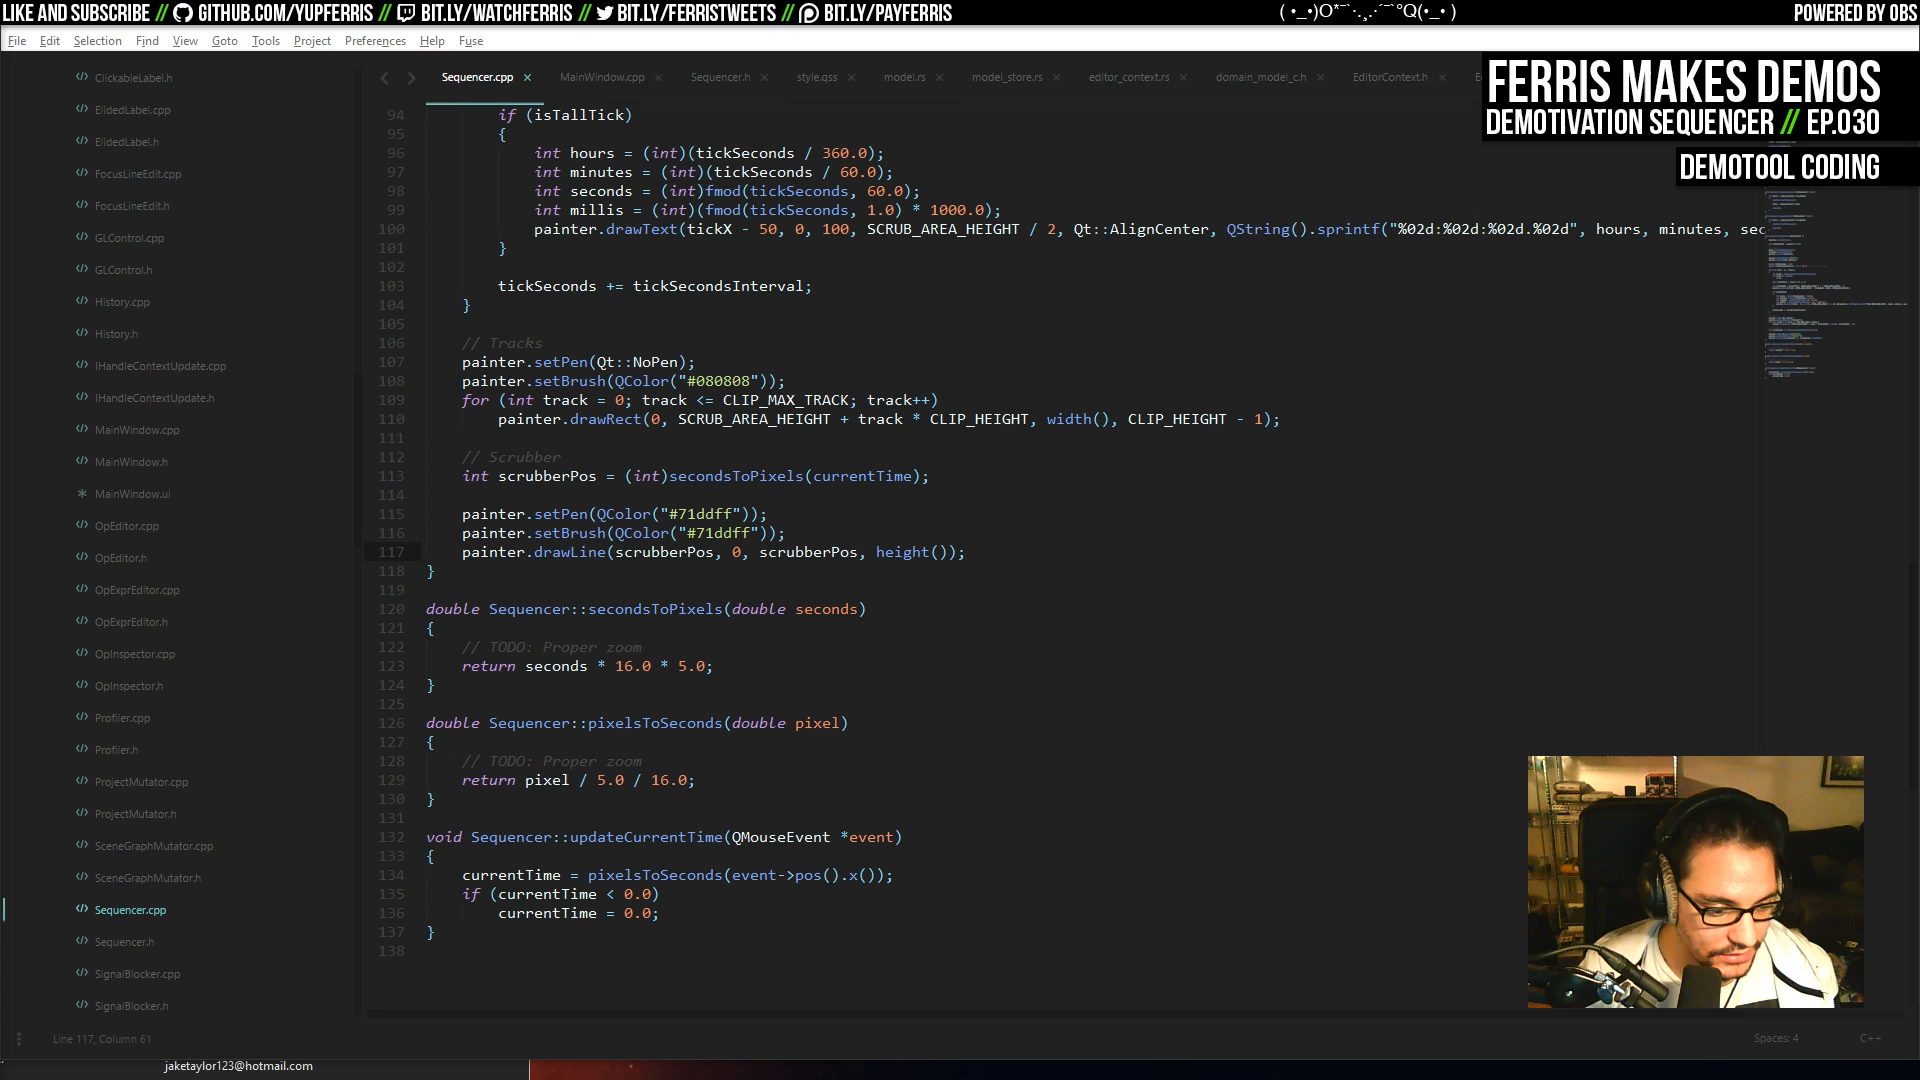 LIKE AND SUBSCRIBE // GITHUB.COM/YUPFERRIS // BIT.LY/WATCHFERRIS // BIT.LY/FERRISTWEETS // BIT.LY/PAYFERRIS
POWERED BY OBS
File Edit Selection Find View Goto Tools Project Preferences Help Fuse
FERRIS MAKES DEMOS
DEMOTIVATION SEQUENCER // EP.030
DEMOTOOL CODING
Sequencer.cpp MainWindow.cpp Sequencer.h style.qss model.rs model_store.rs editor_context.rs domain_model_c.h EditorContext.h
ClickableLabel.h
ElidedLabel.cpp
ElidedLabel.h
FocusLineEdit.cpp
FocusLineEdit.h
GLControl.cpp
GLControl.h
History.cpp
History.h
IHandleContextUpdate.cpp
IHandleContextUpdate.h
MainWindow.cpp
MainWindow.h
MainWindow.ui
OpEditor.cpp
OpEditor.h
OpExprEditor.cpp
OpExprEditor.h
OpInspector.cpp
OpInspector.h
Profiler.cpp
Profiler.h
ProjectMutator.cpp
ProjectMutator.h
SceneGraphMutator.cpp
SceneGraphMutator.h
Sequencer.cpp
Sequencer.h
SignalBlocker.cpp
SignalBlocker.h
94 if (isTallTick)
95 {
96 int hours = (int)(tickSeconds / 360.0);
97 int minutes = (int)(tickSeconds / 60.0);
98 int seconds = (int)fmod(tickSeconds, 60.0);
99 int millis = (int)(fmod(tickSeconds, 1.0) * 1000.0);
100 painter.drawText(tickX - 50, 0, 100, SCRUB_AREA_HEIGHT / 2, Qt::AlignCenter, QString().sprintf("%02d:%02d:%02d.%02d", hours, minutes, sec
101 }
102
103 tickSeconds += tickSecondsInterval;
104 }
105
106 // Tracks
107 painter.setPen(Qt::NoPen);
108 painter.setBrush(QColor("#080808"));
109 for (int track = 0; track <= CLIP_MAX_TRACK; track++)
110 painter.drawRect(0, SCRUB_AREA_HEIGHT + track * CLIP_HEIGHT, width(), CLIP_HEIGHT - 1);
111
112 // Scrubber
113 int scrubberPos = (int)secondsToPixels(currentTime);
114
115 painter.setPen(QColor("#71ddff"));
116 painter.setBrush(QColor("#71ddff"));
117 painter.drawLine(scrubberPos, 0, scrubberPos, height());
118 }
119
120 double Sequencer::secondsToPixels(double seconds)
121 {
122 // TODO: Proper zoom
123 return seconds * 16.0 * 5.0;
124 }
125
126 double Sequencer::pixelsToSeconds(double pixel)
127 {
128 // TODO: Proper zoom
129 return pixel / 5.0 / 16.0;
130 }
131
132 void Sequencer::updateCurrentTime(QMouseEvent *event)
133 {
134 currentTime = pixelsToSeconds(event->pos().x());
135 if (currentTime < 0.0)
136 currentTime = 0.0;
137 }
138
Line 117, Column 61
Spaces: 4
C++
jaketaylor123@hotmail.com